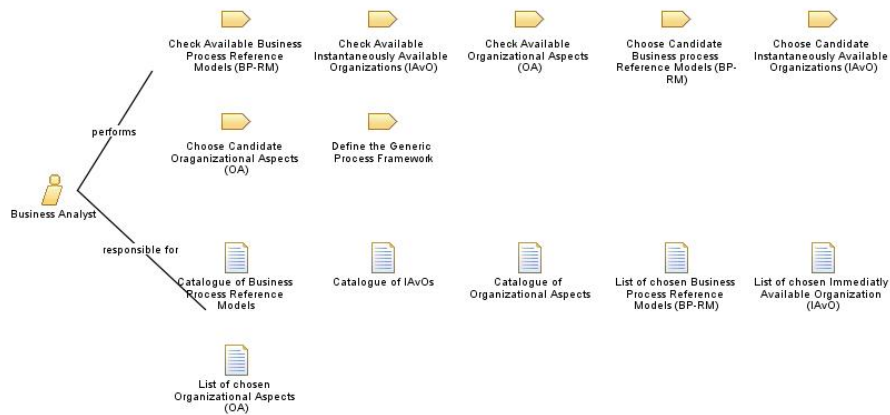 Check Available Business
Process Reference
Models (BP-RM)
Check Available
Instantaneously Available
Organizations (IAvO)
Check Available
Organizational Aspects
(OA)
Choose Candidate
Business process
Reference Models (BP-
RM)
Choose Candidate
Instantaneously Available
Organizations (IAvO)
performs
Choose Candidate
Oraganizational Aspects
(OA)
Define the Generic
Process Framework
Business Analyst
responsible for
Catalogue of Business
Process Reference
Models
Catalogue of IAvOs
Catalogue of
Organizational Aspects
List of chosen Business
Process Reference
Models (BP-RM)
List of chosen Immediatly
Available Organization
(IAvO)
List of chosen
Organizational Aspects
(OA)